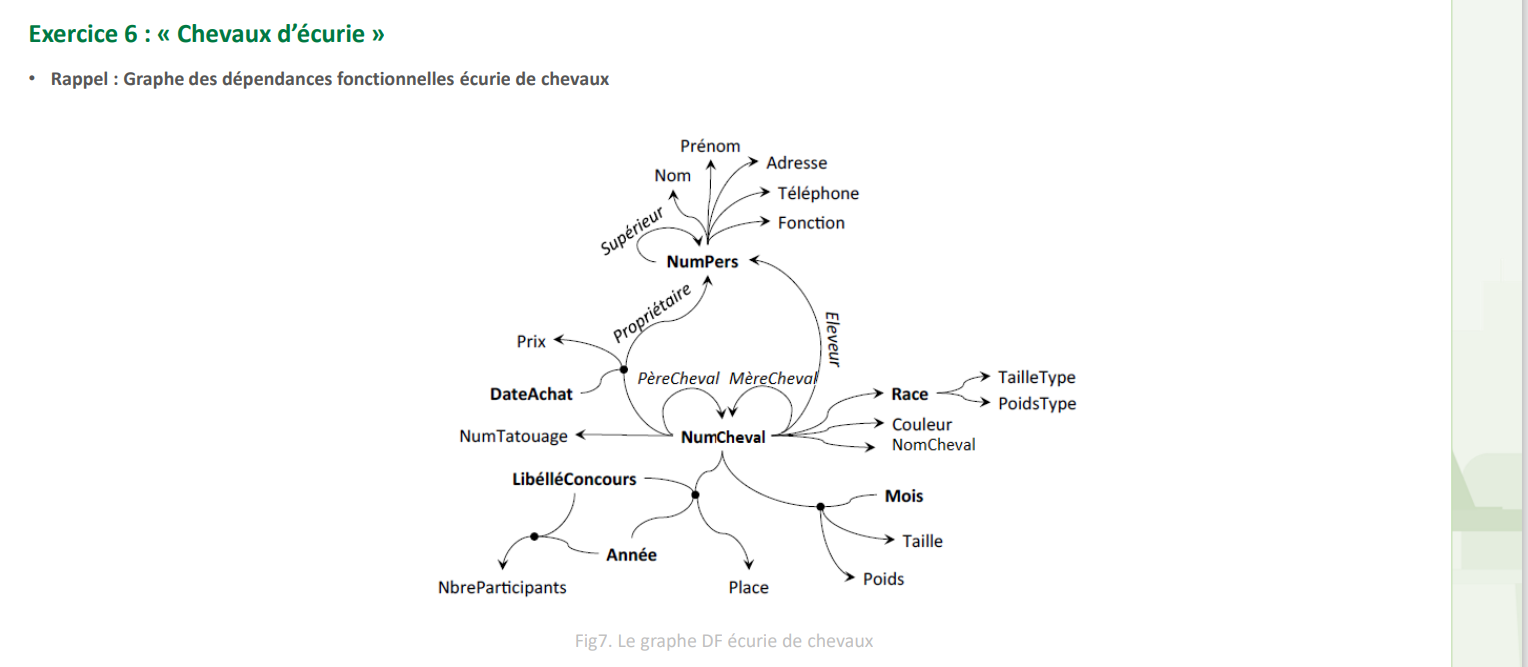 Exercice 6 : « Chevaux d’écurie »
• Rappel : Graphe des dépendances fonctionnelles écurie de chevaux
Prénom
Adresse
Nom
Téléphone
Supérieur
Fonction
NumPers
Propriétaire
Eleveur
Prix
PèreCheval MèreCheval
TailleType
DateAchat
Race
PoidsType
Couleur
NumTatouage
NumCheval
NomCheval
LibélléConcours
Mois
Taille
Année
Poids
NbreParticipants
Place
Fig7. Le graphe DF écurie de chevaux